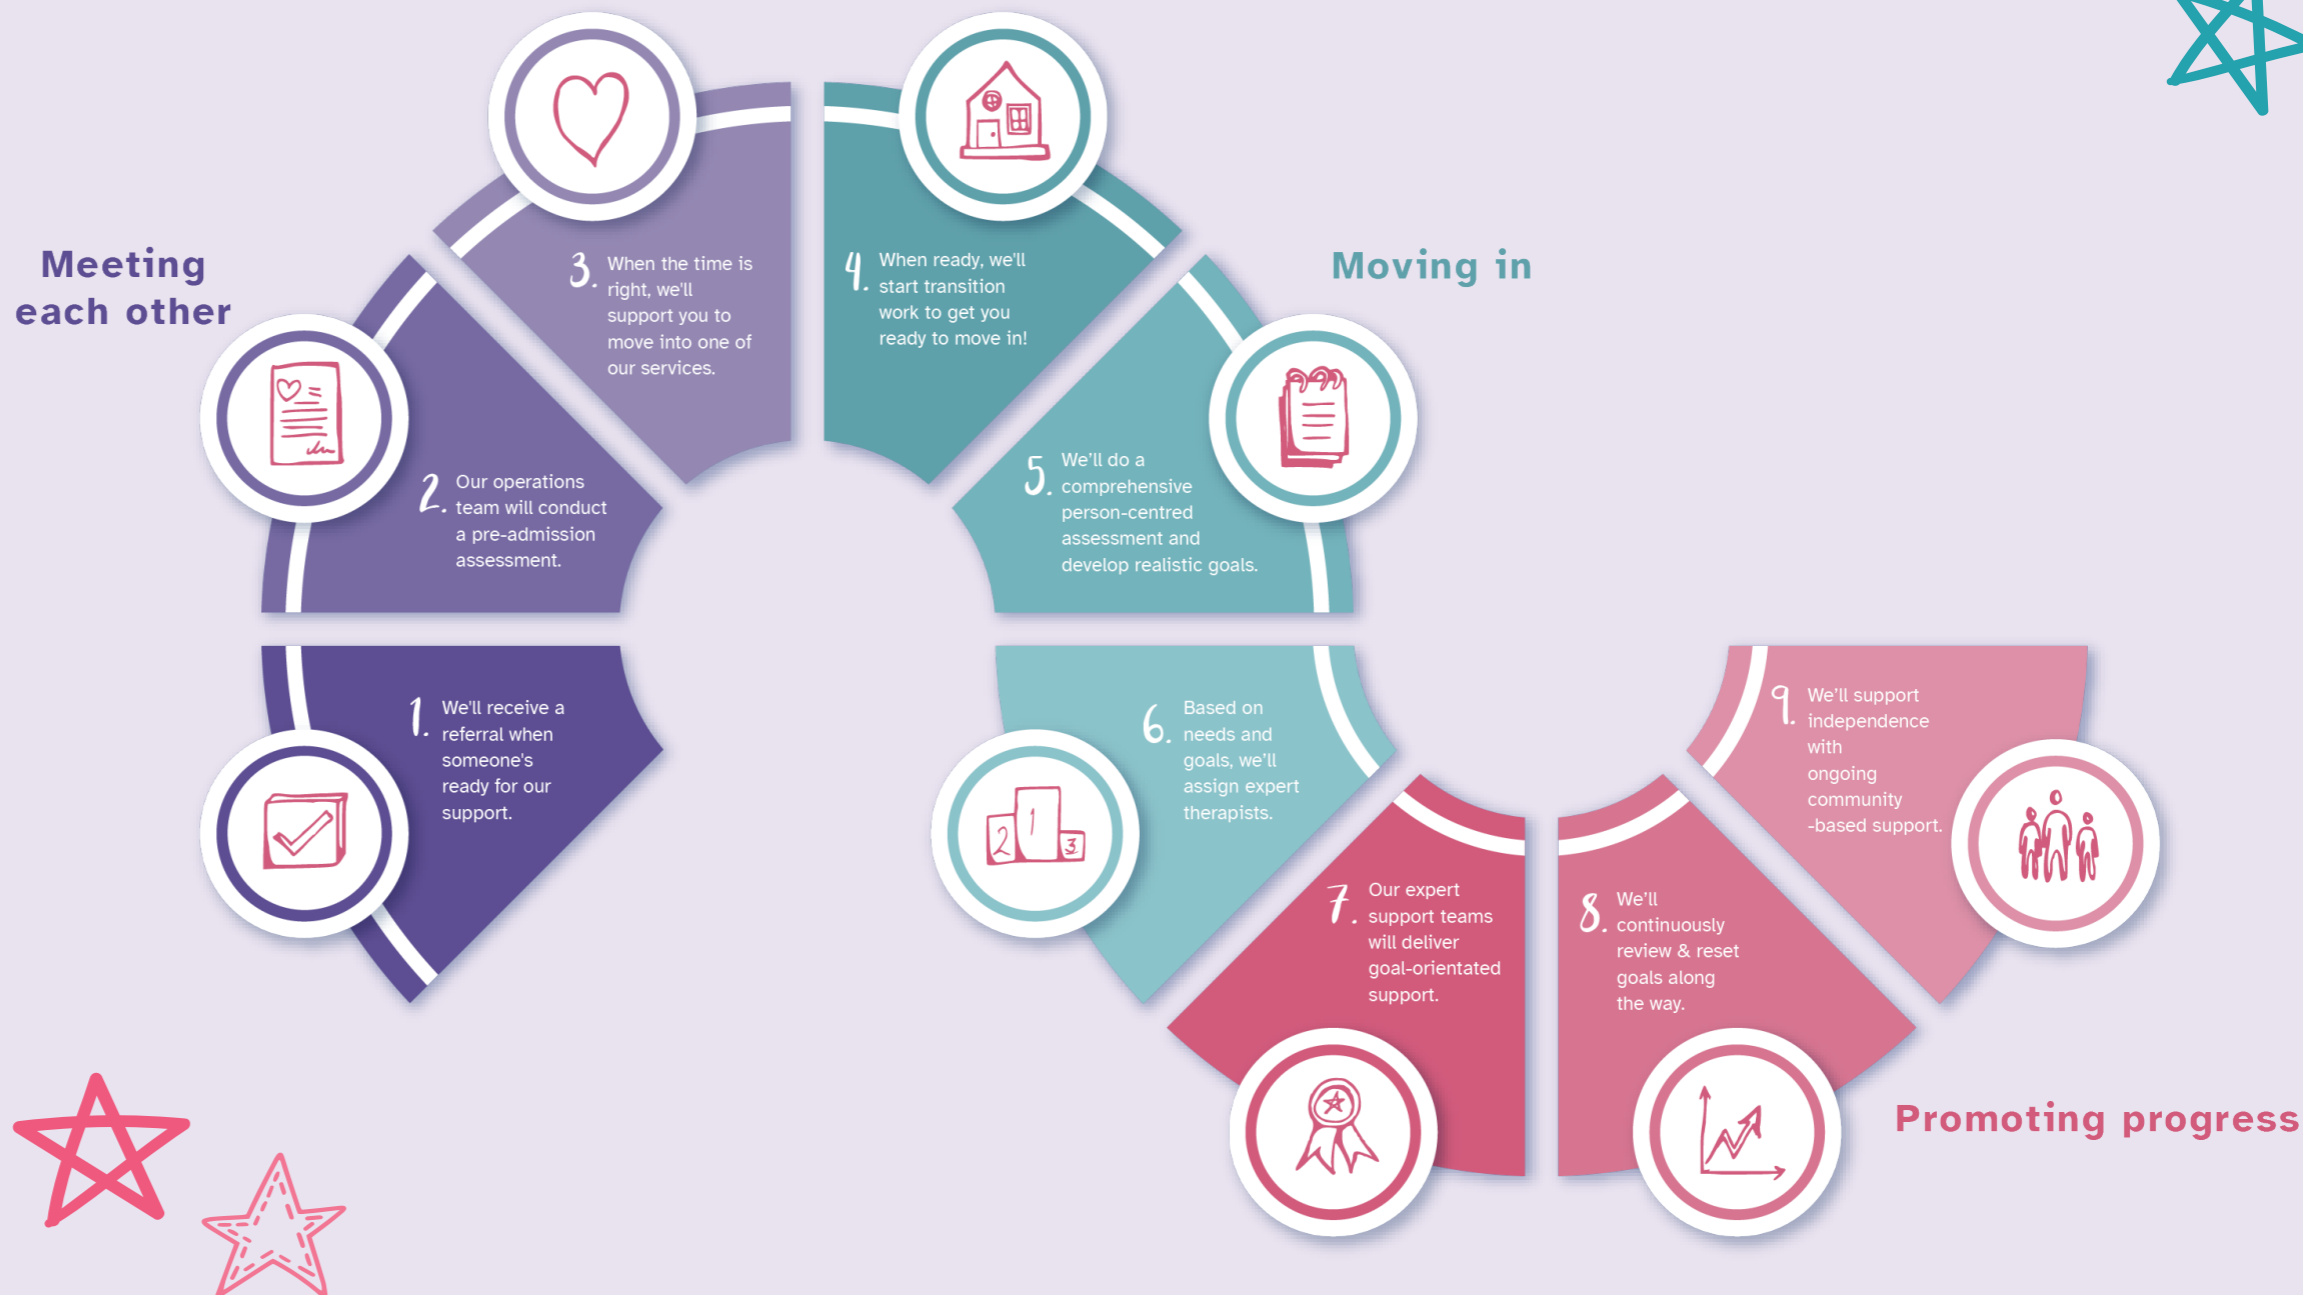 Meeting
each other
1. We'll receive a
referral when
someone's
ready for our
support.
2. Our operations
team will conduct
a pre-admission
assessment.
3. When the time is
right, we'll
support you to
move into one of
our services.
Moving in
4. When ready, we'll
start transition
work to get you
ready to move in!
5. We’ll do a
comprehensive
person-centred
assessment and
develop realistic goals.
6. Based on
needs and
goals, we’ll
assign expert
therapists.
2 1 3
Promoting progress
7. Our expert
support teams
will deliver
goal-orientated
support.
8. We’ll
continuously
review & reset
goals along
the way.
9. We’ll support
independence
with
ongoing
community
-based support.